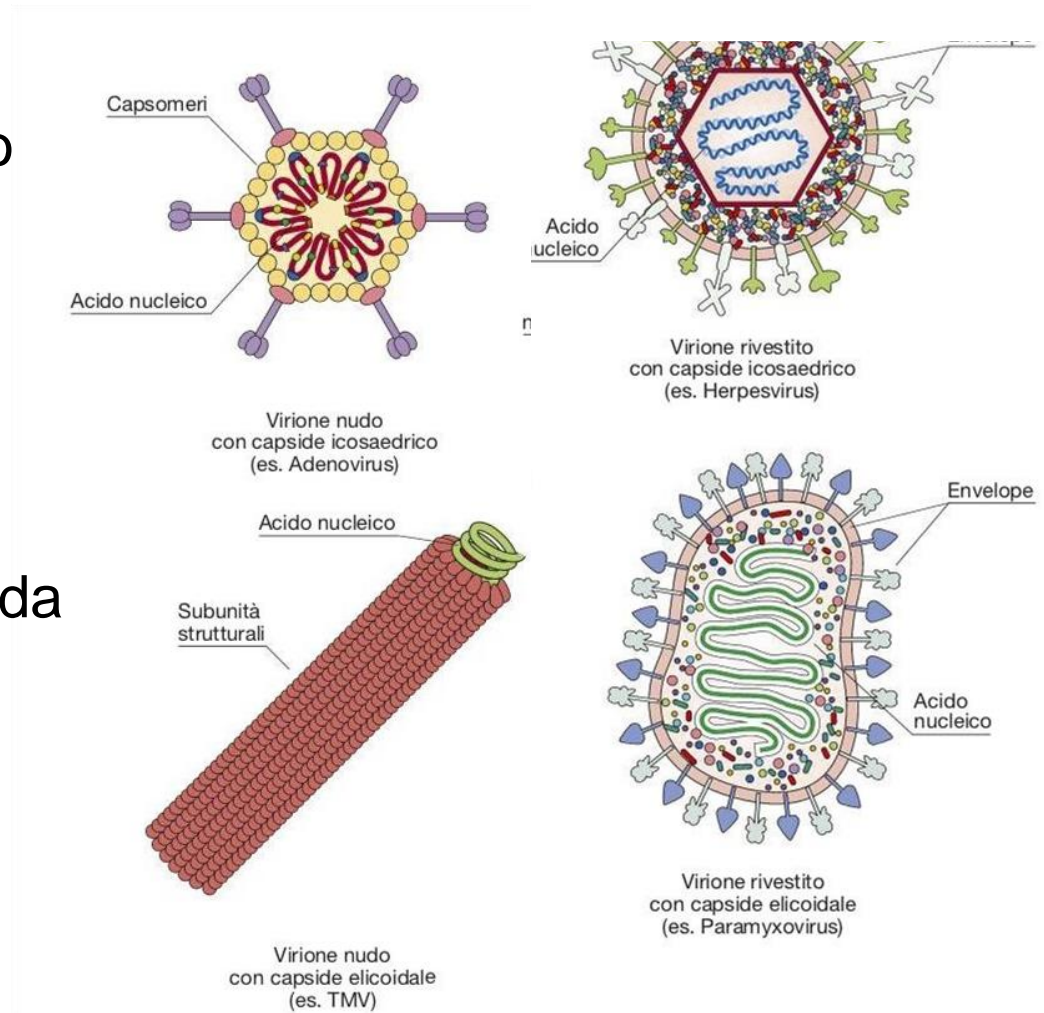 o
Capsomeri
Acido nucleico
Virione nudo
con capside icosaedrico
(es. Adenovirus)
Envelope
Acido
nucleico
Virione rivestito
con capside icosaedrico
(es. Herpesvirus)
da
Acido nucleico
Subunità
strutturali
Virione nudo
con capside elicoidale
(es. TMV)
Envelope
Acido
nucleico
Virione rivestito
con capside elicoidale
(es. Paramyxovirus)